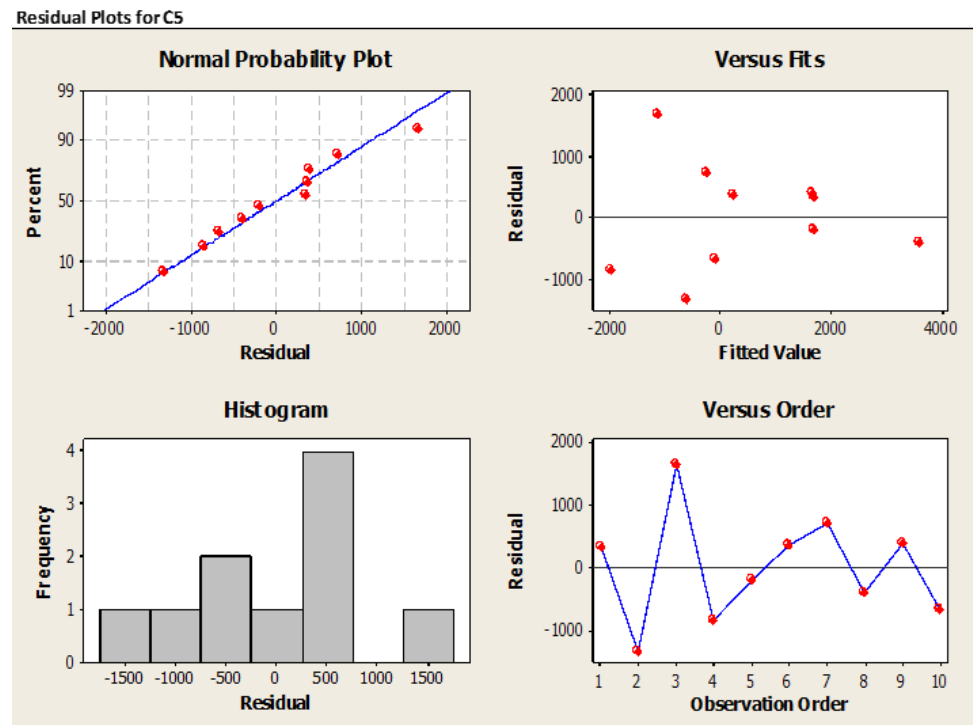 Residual Plots for C5
Normal Probability Plot
Percent
99
90
50
10
1
-2000 -1000 0 1000 2000
Residual
Versus Fits
Residual
2000
1000
0
-1000
-2000 0 2000 4000
Fitted Value
Histogram
Frequency
4
3
2
1
0
-1500 -1000 -500 0 500 1000 1500
Residual
Versus Order
Residual
2000
1000
0
-1000
1 2 3 4 5 6 7 8 9 10
Observation Order